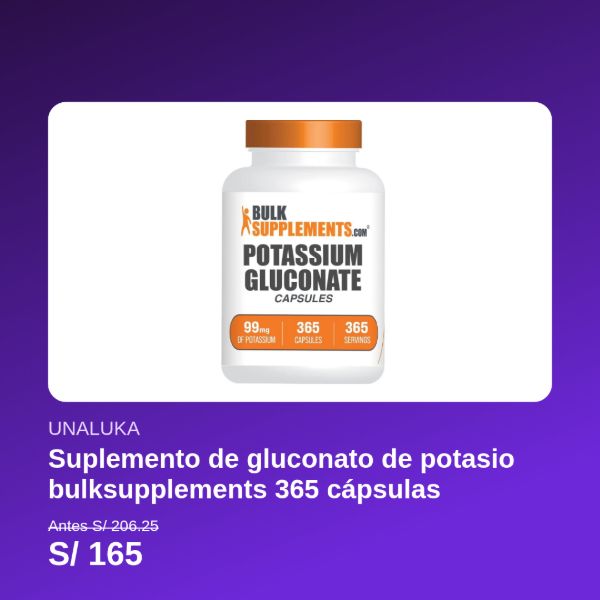 BULK
SUPPLEMENTS.COM®
POTASSIUM
GLUCONATE
CAPSULES
99mg
OF POTASSIUM
365
CAPSULES
365
SERVINGS
UNALUKA
Suplemento de gluconato de potasio
bulksupplements 365 cápsulas
Antes S/ 206.25
S/ 165